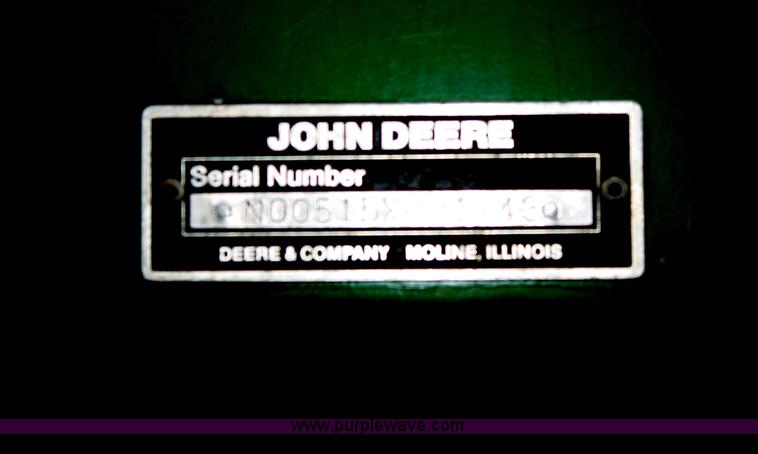 JOHN DEERE
Serial Number
DEERE & COMPANY MOLINE, ILLINOIS
www.purplewave.com